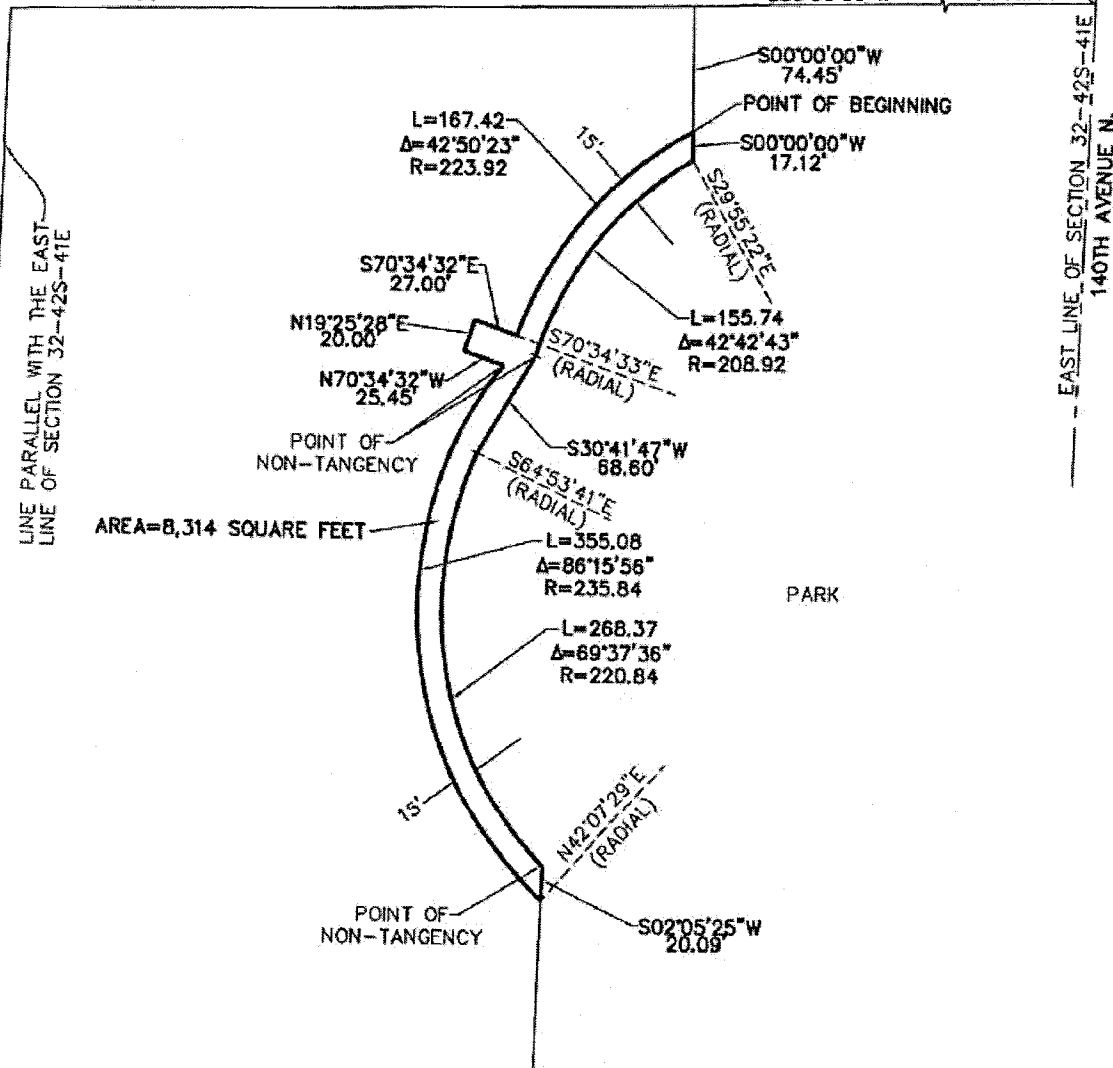 S00°00'00"W
74.45'
POINT OF BEGINNING
S00°00'00"W
17.12'
L=167.42
Δ=42°50'23"
R=223.92
15'
S29°55'22"E
(RADIAL)
EAST LINE OF SECTION 32-42S-41E
140TH AVENUE N.
LINE PARALLEL WITH THE EAST
LINE OF SECTION 32-42S-41E
S70°34'32"E
27.00'
N19°25'28"E
20.00'
N70°34'32"W
25.45'
S70°34'33"E
(RADIAL)
L=155.74
Δ=42°42'43"
R=208.92
POINT OF
NON-TANGENCY
S30°41'47"W
68.60'
S64°53'41"E
(RADIAL)
AREA=8,314 SQUARE FEET
L=355.08
Δ=86°15'56"
R=235.84
PARK
L=268.37
Δ=69°37'36"
R=220.84
15'
N42°07'29"E
(RADIAL)
POINT OF
NON-TANGENCY
S02°05'25"W
20.09'